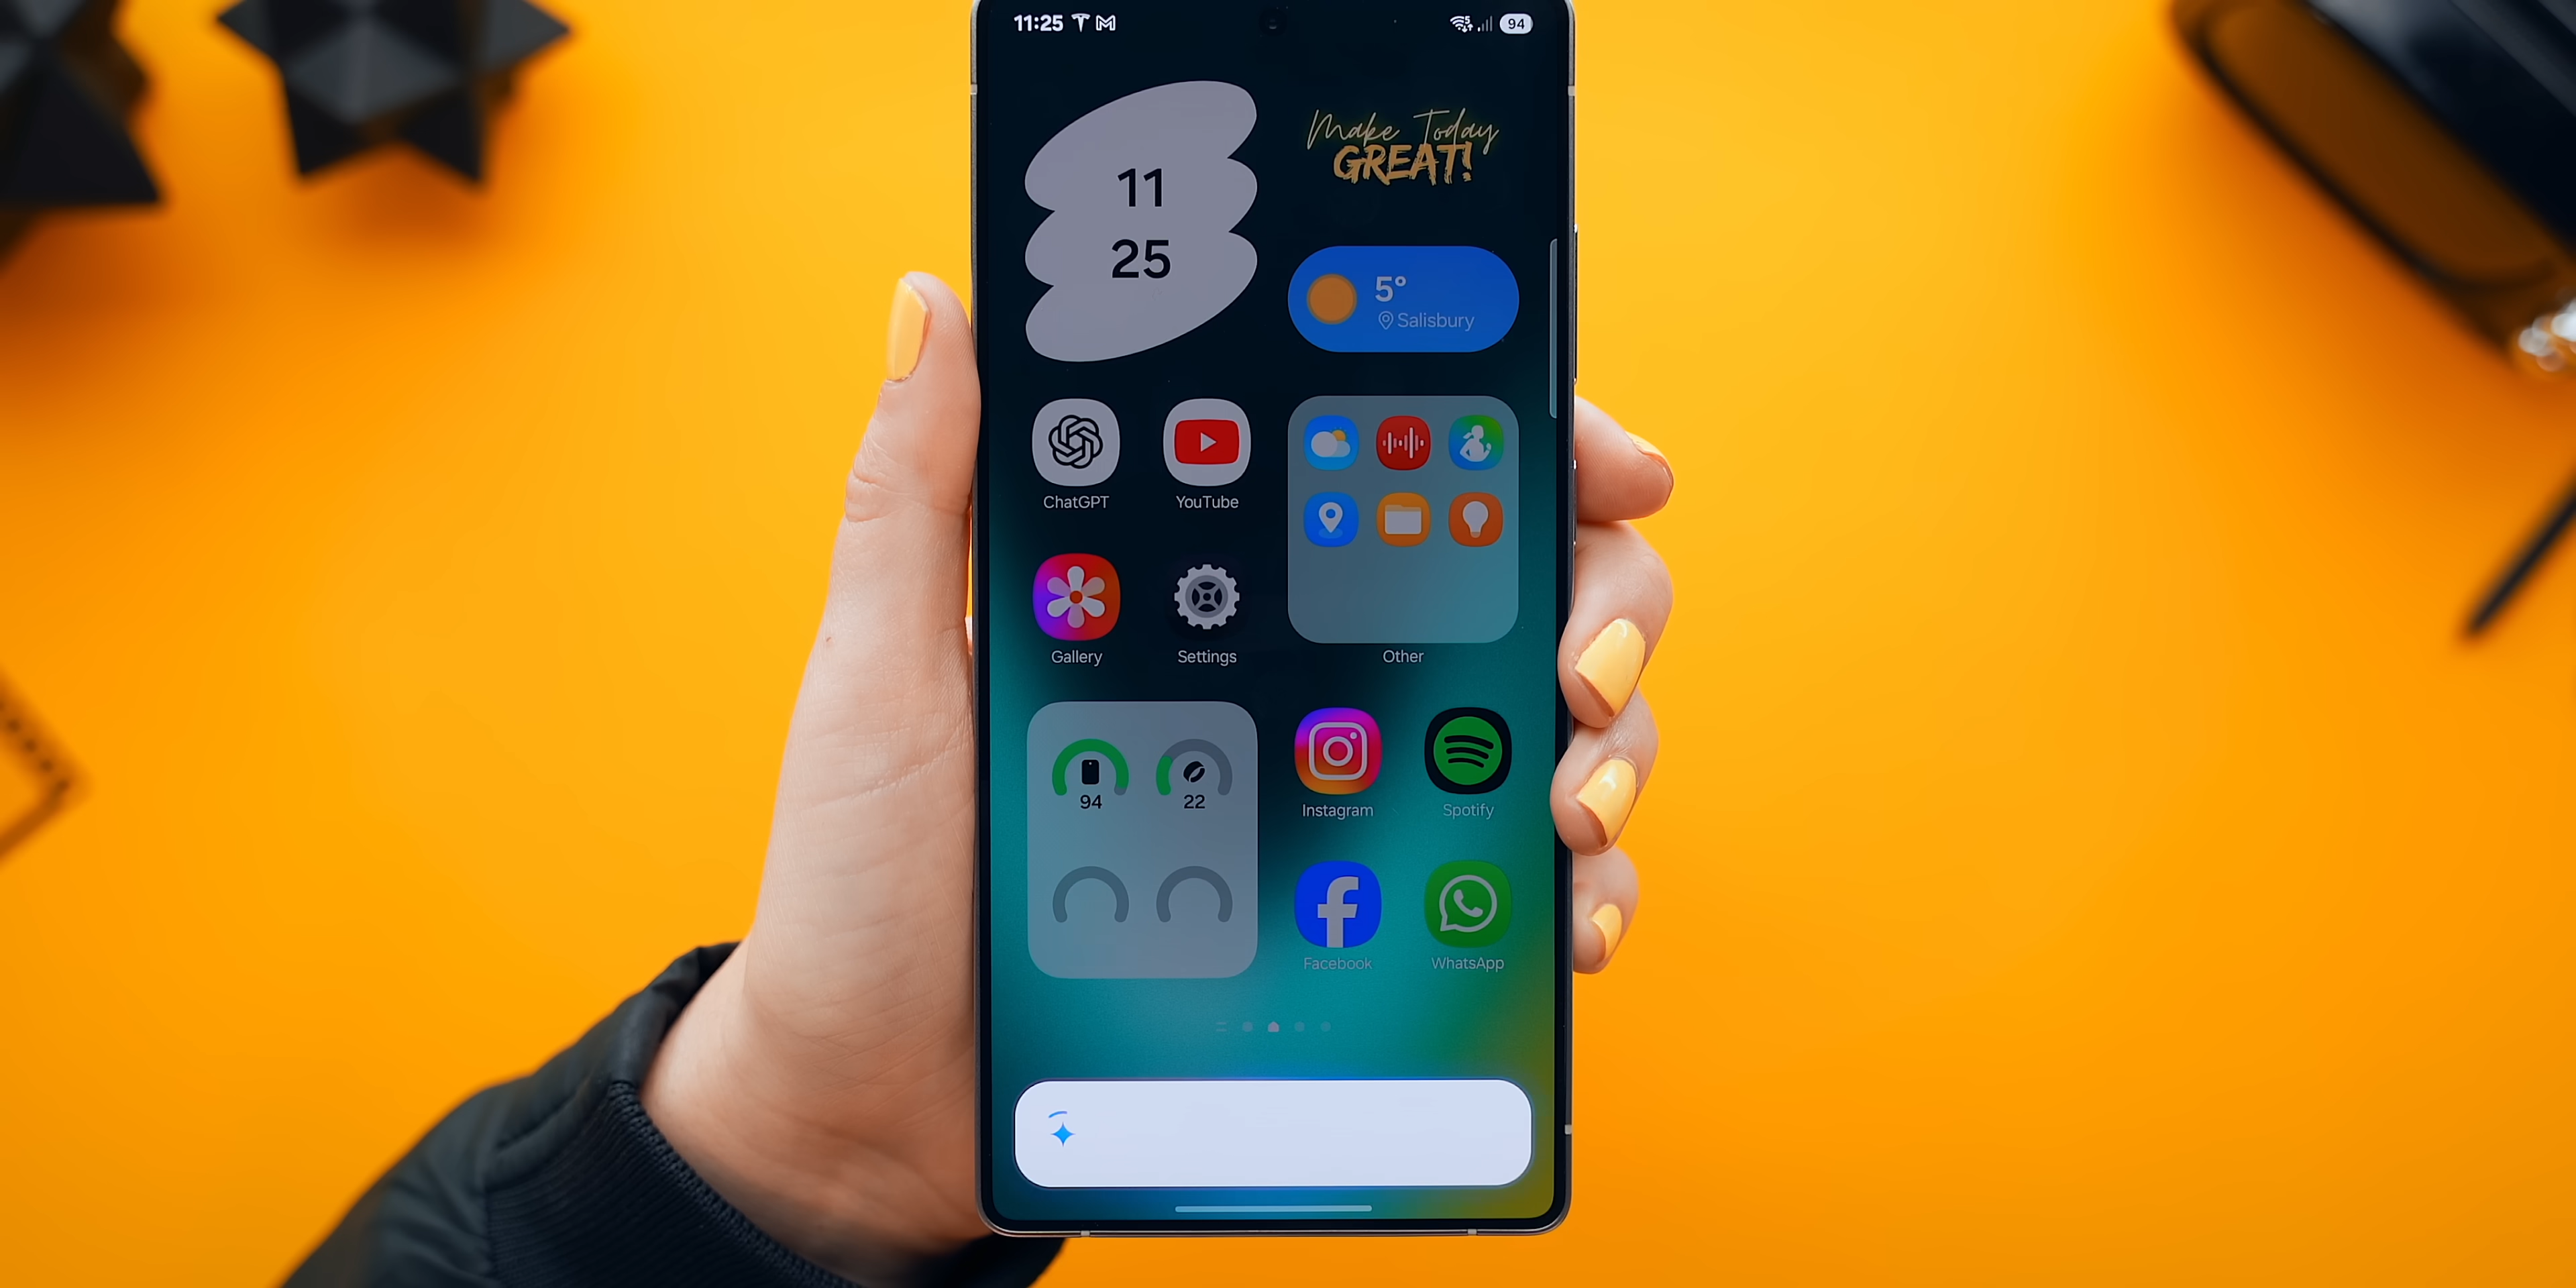 11:25
94
11
25
Make Today
GREAT!
5°
Salisbury
ChatGPT
YouTube
Gallery
Settings
Other
94
22
Instagram
Spotify
Facebook
WhatsApp